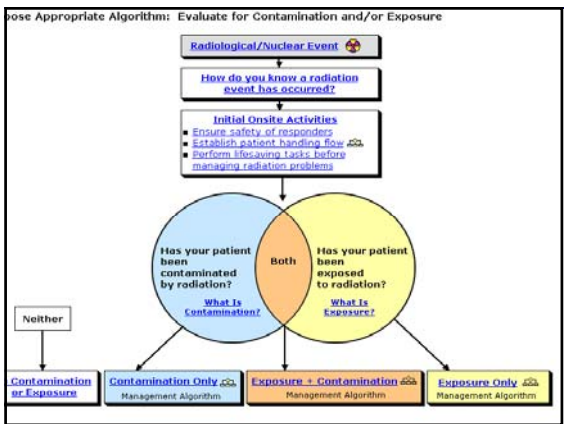 oose Appropriate Algorithm: Evaluate for Contamination and/or Exposure
Radiological/Nuclear Event
How do you know a radiation
event has occurred?
Initial Onsite Activities
Ensure safety of responders
Establish patient handling flow
Perform lifesaving tasks before
managing radiation problems
Has your patient
been
contaminated
by radiation?
What Is
Contamination?
Both
Has your patient
been
exposed
to radiation?
What Is
Exposure?
Neither
Contamination
or Exposure
Contamination Only
Management Algorithm
Exposure + Contamination
Management Algorithm
Exposure Only
Management Algorithm